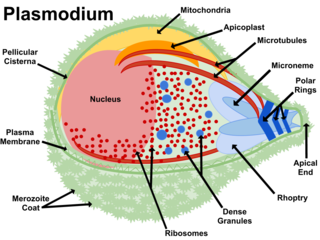 Plasmodium
Mitochondria
Apicoplast
Microtubules
Pellicular
Cisterna
Microneme
Polar
Rings
Nucleus
Plasma
Membrane
Apical
End
Merozoite
Coat
Rhoptry
Dense
Granules
Ribosomes